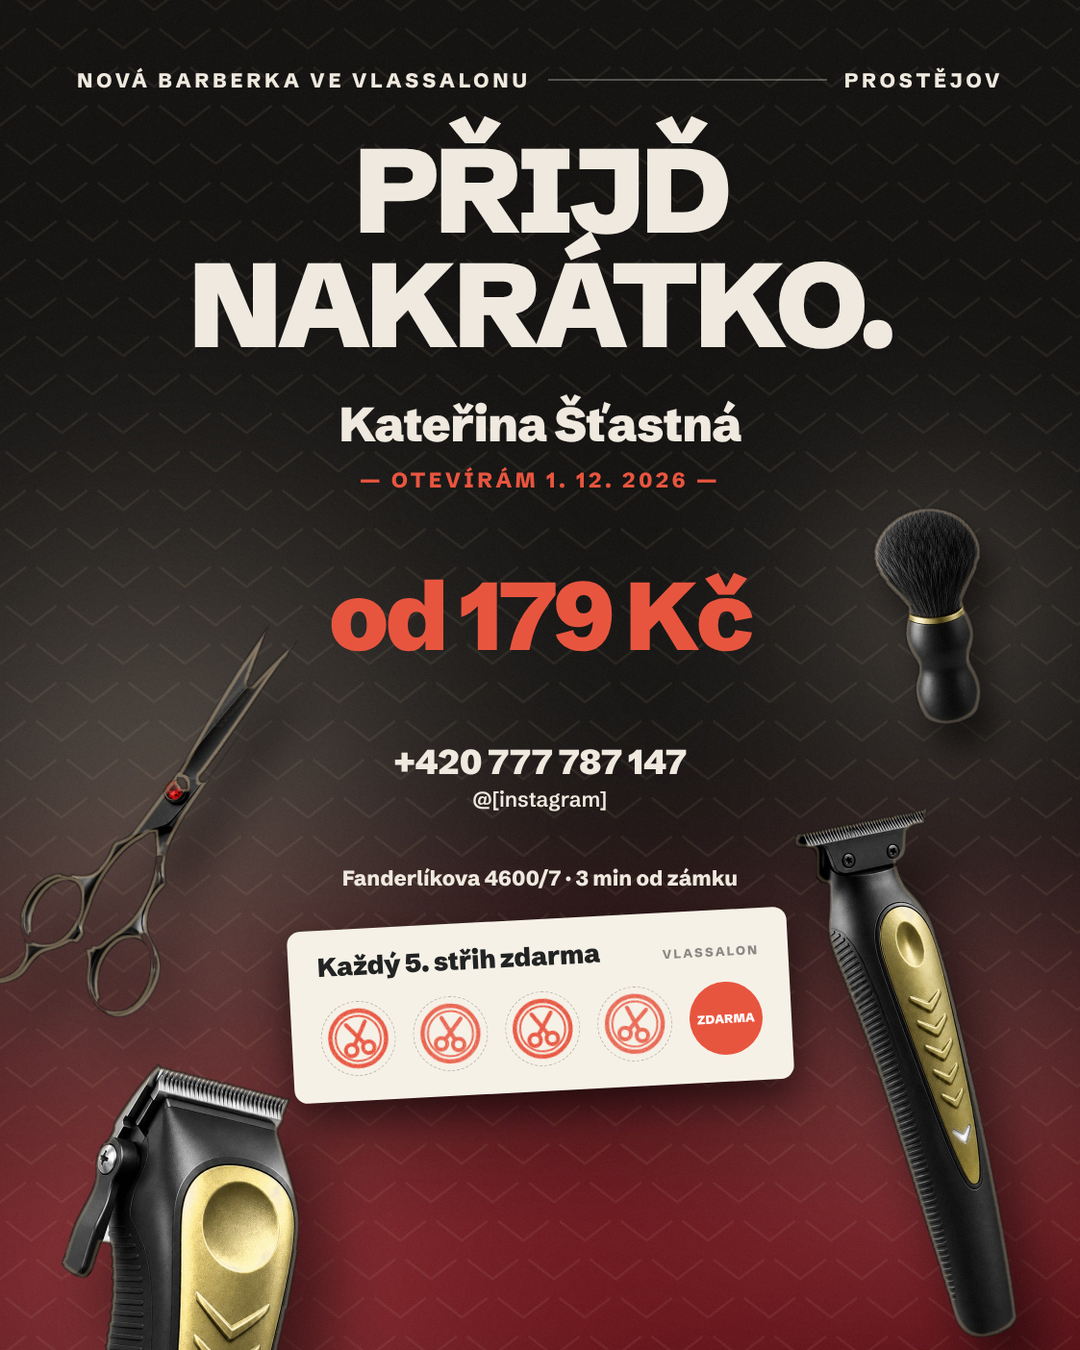 NOVÁ BARBERKA VE VLASSALONU PROSTĚJOV
PŘIJĎ
NAKRÁTKO.
Kateřina Šťastná
— OTEVÍRÁM 1. 12. 2026 —
od 179 Kč
+420 777 787 147
@[instagram]
Fanderlíkova 4600/7 · 3 min od zámku
Každý 5. střih zdarma VLASSALON
ZDARMA